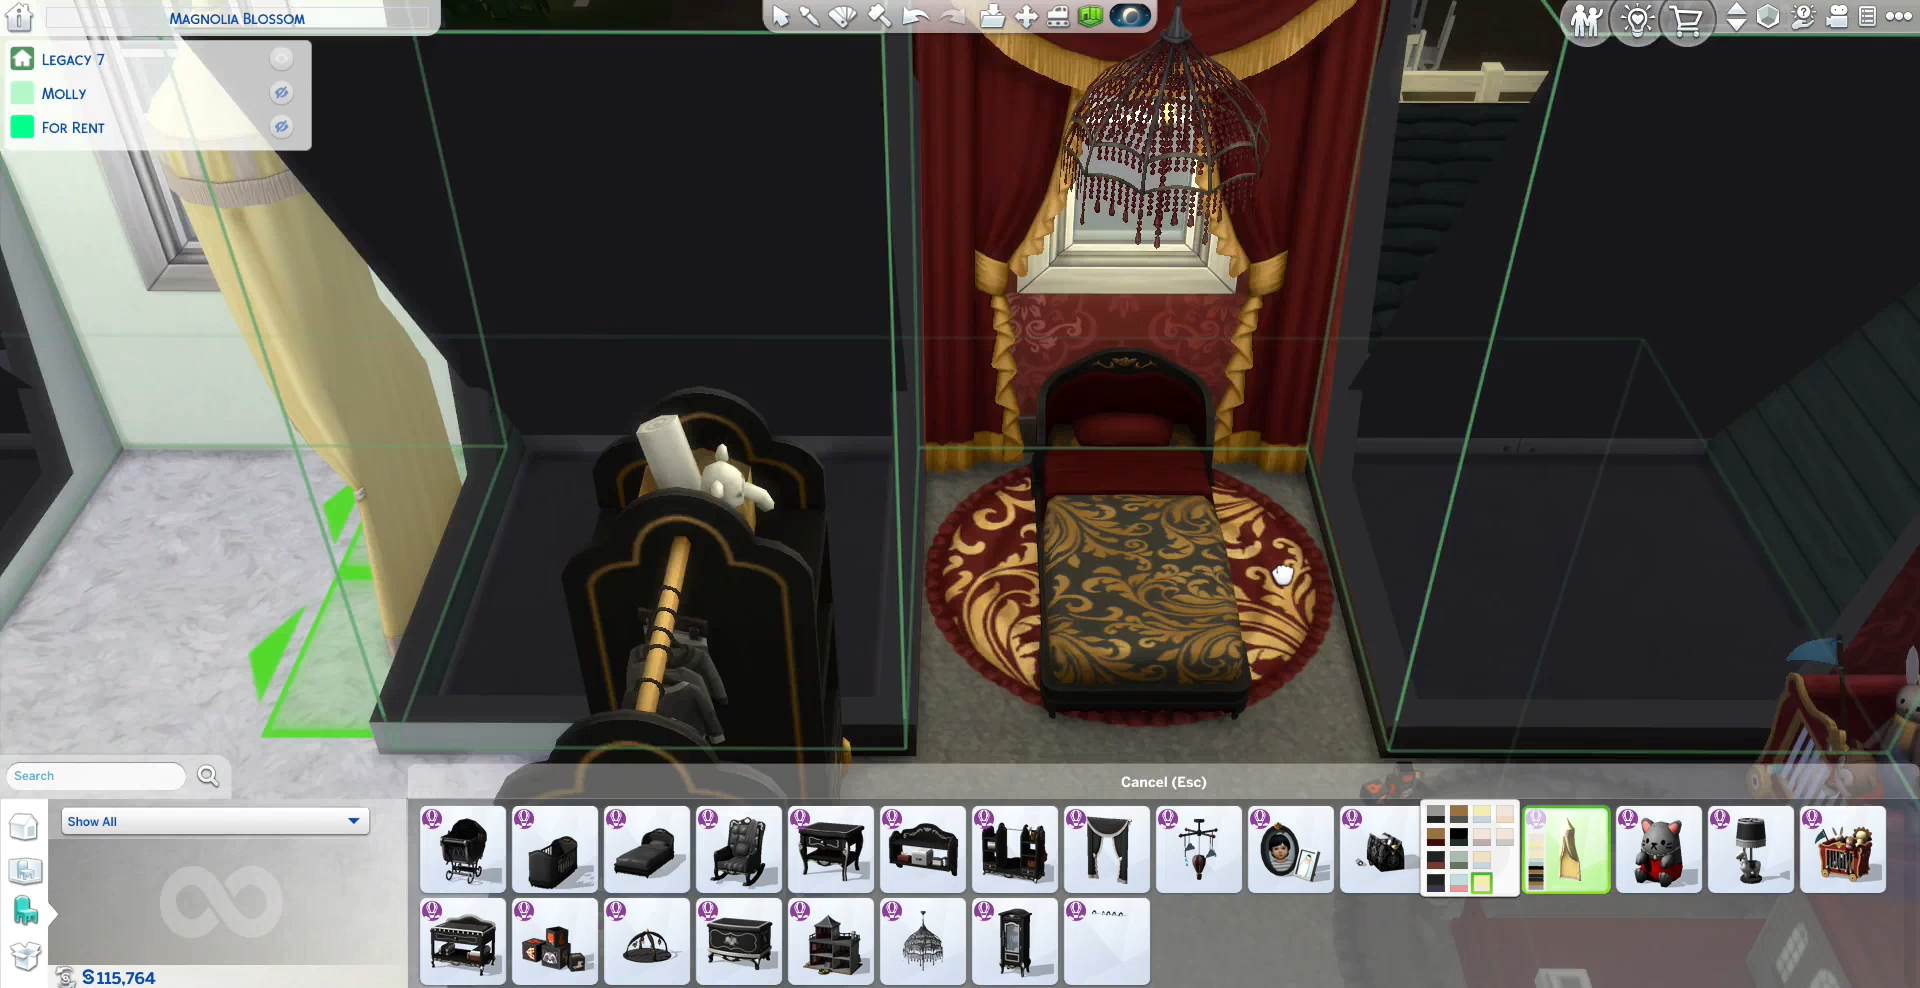 Magnolia Blossom
Legacy 7
Molly
For Rent
Search
Cancel (Esc)
Show All
§115,764